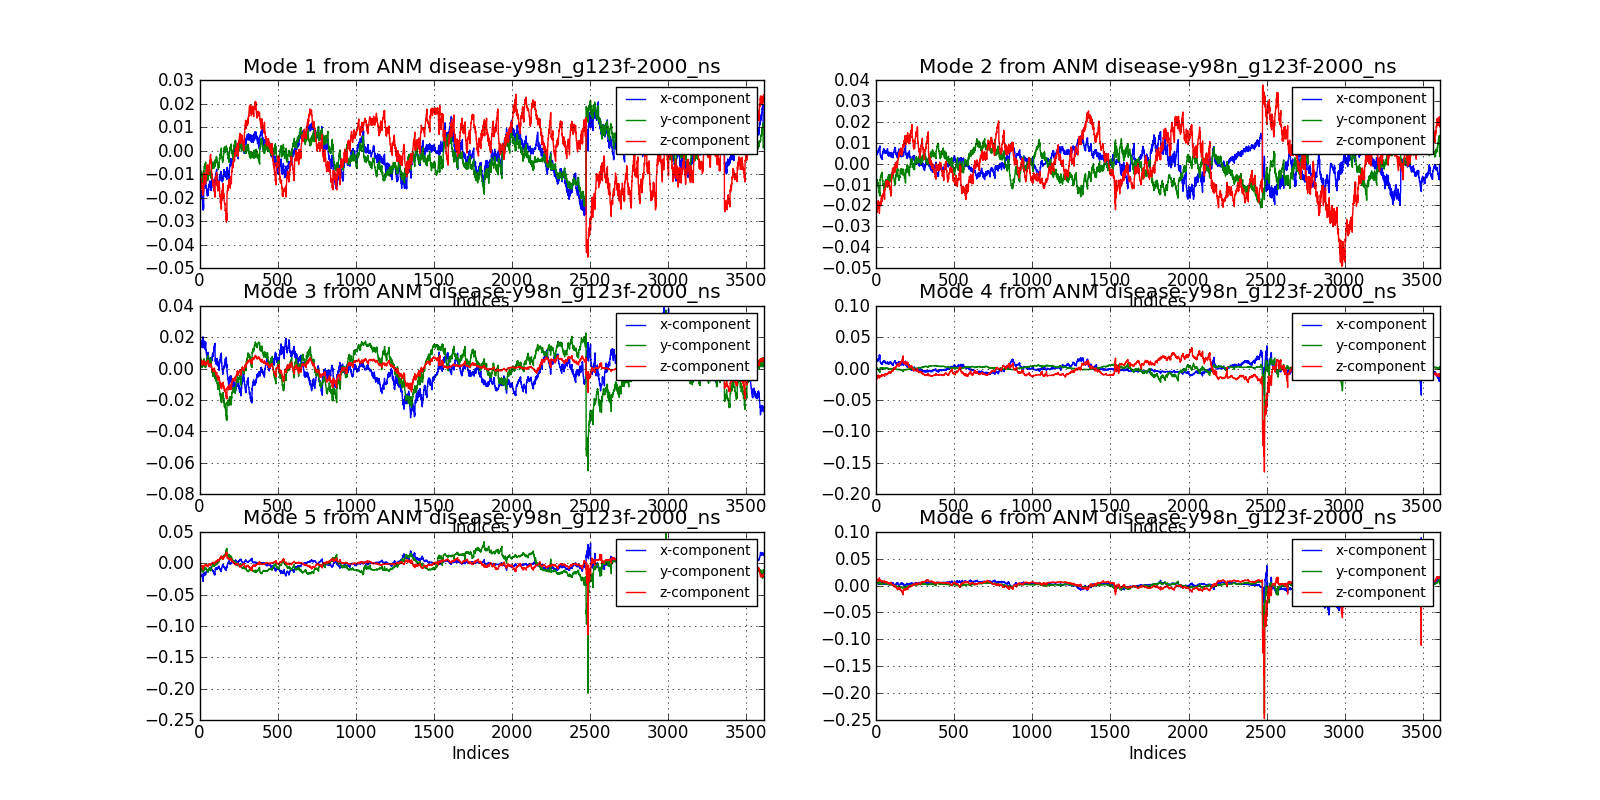 Mode 1 from ANM disease-y98n_g123f-2000_ns
0.03
0.02
0.01
0.00
−0.01
−0.02
−0.03
−0.04
−0.05
x-component
y-component
z-component
0 500 1000 1500 2000 2500 3000 3500
Indices
Mode 2 from ANM disease-y98n_g123f-2000_ns
0.04
0.03
0.02
0.01
0.00
−0.01
−0.02
−0.03
−0.04
−0.05
x-component
y-component
z-component
0 500 1000 1500 2000 2500 3000 3500
Indices
Mode 3 from ANM disease-y98n_g123f-2000_ns
0.04
0.02
0.00
−0.02
−0.04
−0.06
−0.08
x-component
y-component
z-component
0 500 1000 1500 2000 2500 3000 3500
Indices
Mode 4 from ANM disease-y98n_g123f-2000_ns
0.10
0.05
0.00
−0.05
−0.10
−0.15
−0.20
x-component
y-component
z-component
0 500 1000 1500 2000 2500 3000 3500
Indices
Mode 5 from ANM disease-y98n_g123f-2000_ns
0.05
0.00
−0.05
−0.10
−0.15
−0.20
−0.25
x-component
y-component
z-component
0 500 1000 1500 2000 2500 3000 3500
Indices
Mode 6 from ANM disease-y98n_g123f-2000_ns
0.10
0.05
0.00
−0.05
−0.10
−0.15
−0.20
−0.25
x-component
y-component
z-component
0 500 1000 1500 2000 2500 3000 3500
Indices